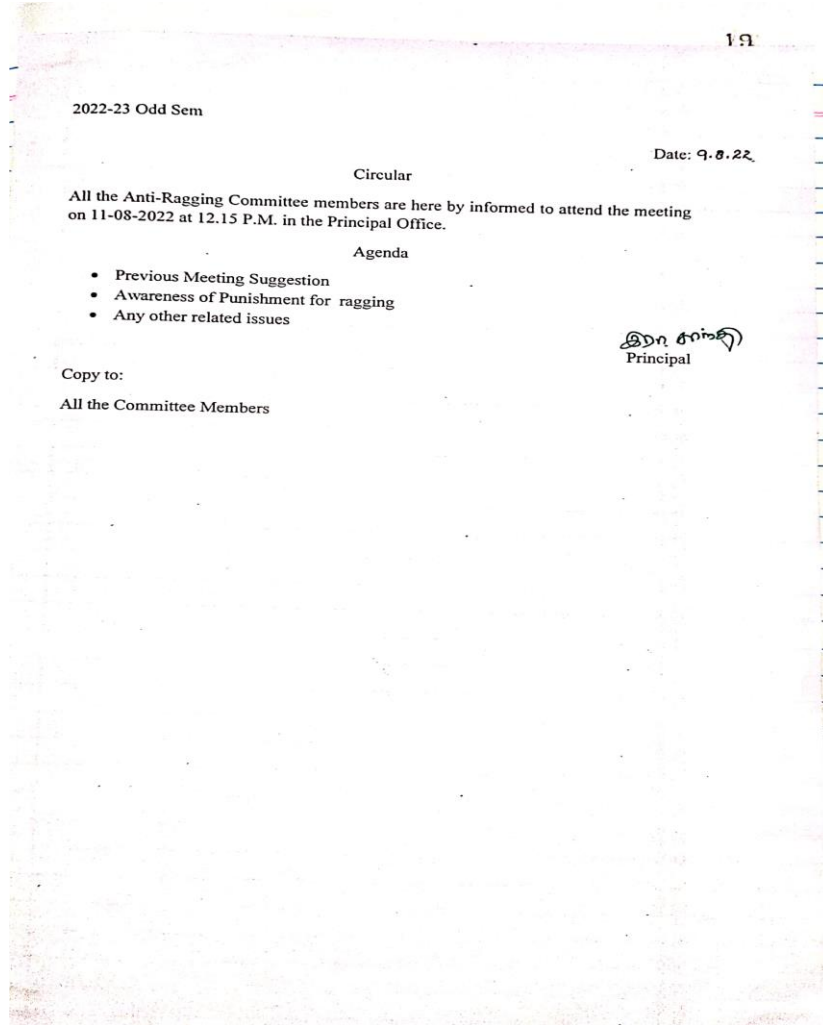 19
2022-23 Odd Sem
Date: 9.8.22
Circular
All the Anti-Ragging Committee members are here by informed to attend the meeting
on 11-08-2022 at 12.15 P.M. in the Principal Office.
Agenda
• Previous Meeting Suggestion
• Awareness of Punishment for ragging
• Any other related issues
இரா சாந்தி
Principal
Copy to:
All the Committee Members